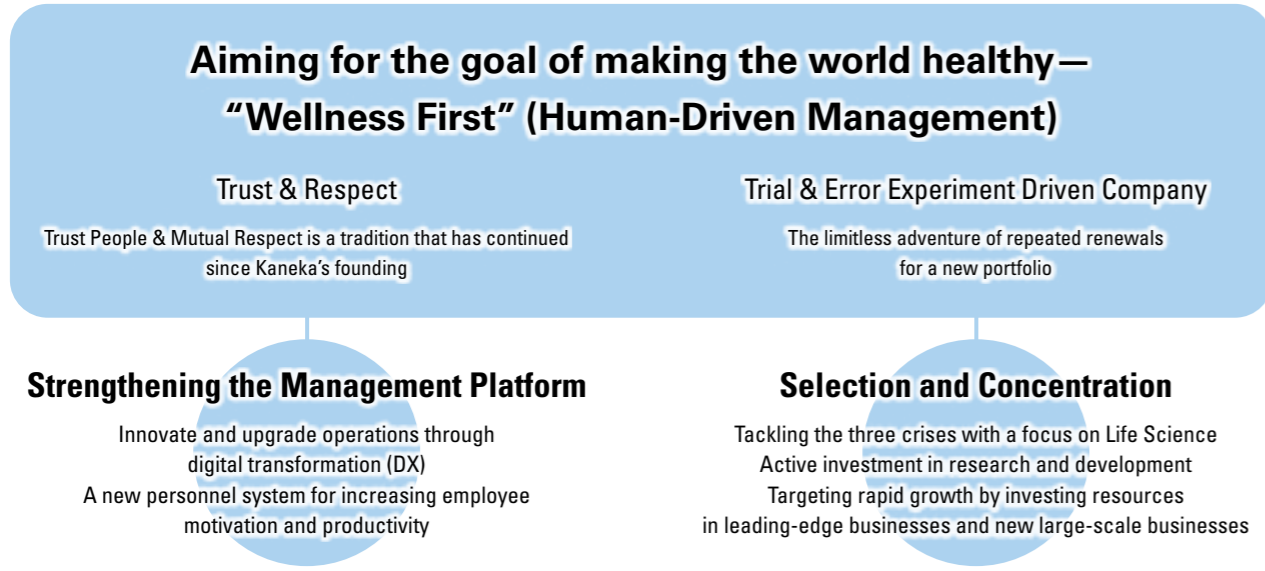 Aiming for the goal of making the world healthy—
“Wellness First” (Human-Driven Management)
Trust & Respect
Trust People & Mutual Respect is a tradition that has continued
since Kaneka’s founding
Trial & Error Experiment Driven Company
The limitless adventure of repeated renewals
for a new portfolio
Strengthening the Management Platform
Innovate and upgrade operations through
digital transformation (DX)
A new personnel system for increasing employee
motivation and productivity
Selection and Concentration
Tackling the three crises with a focus on Life Science
Active investment in research and development
Targeting rapid growth by investing resources
in leading-edge businesses and new large-scale businesses